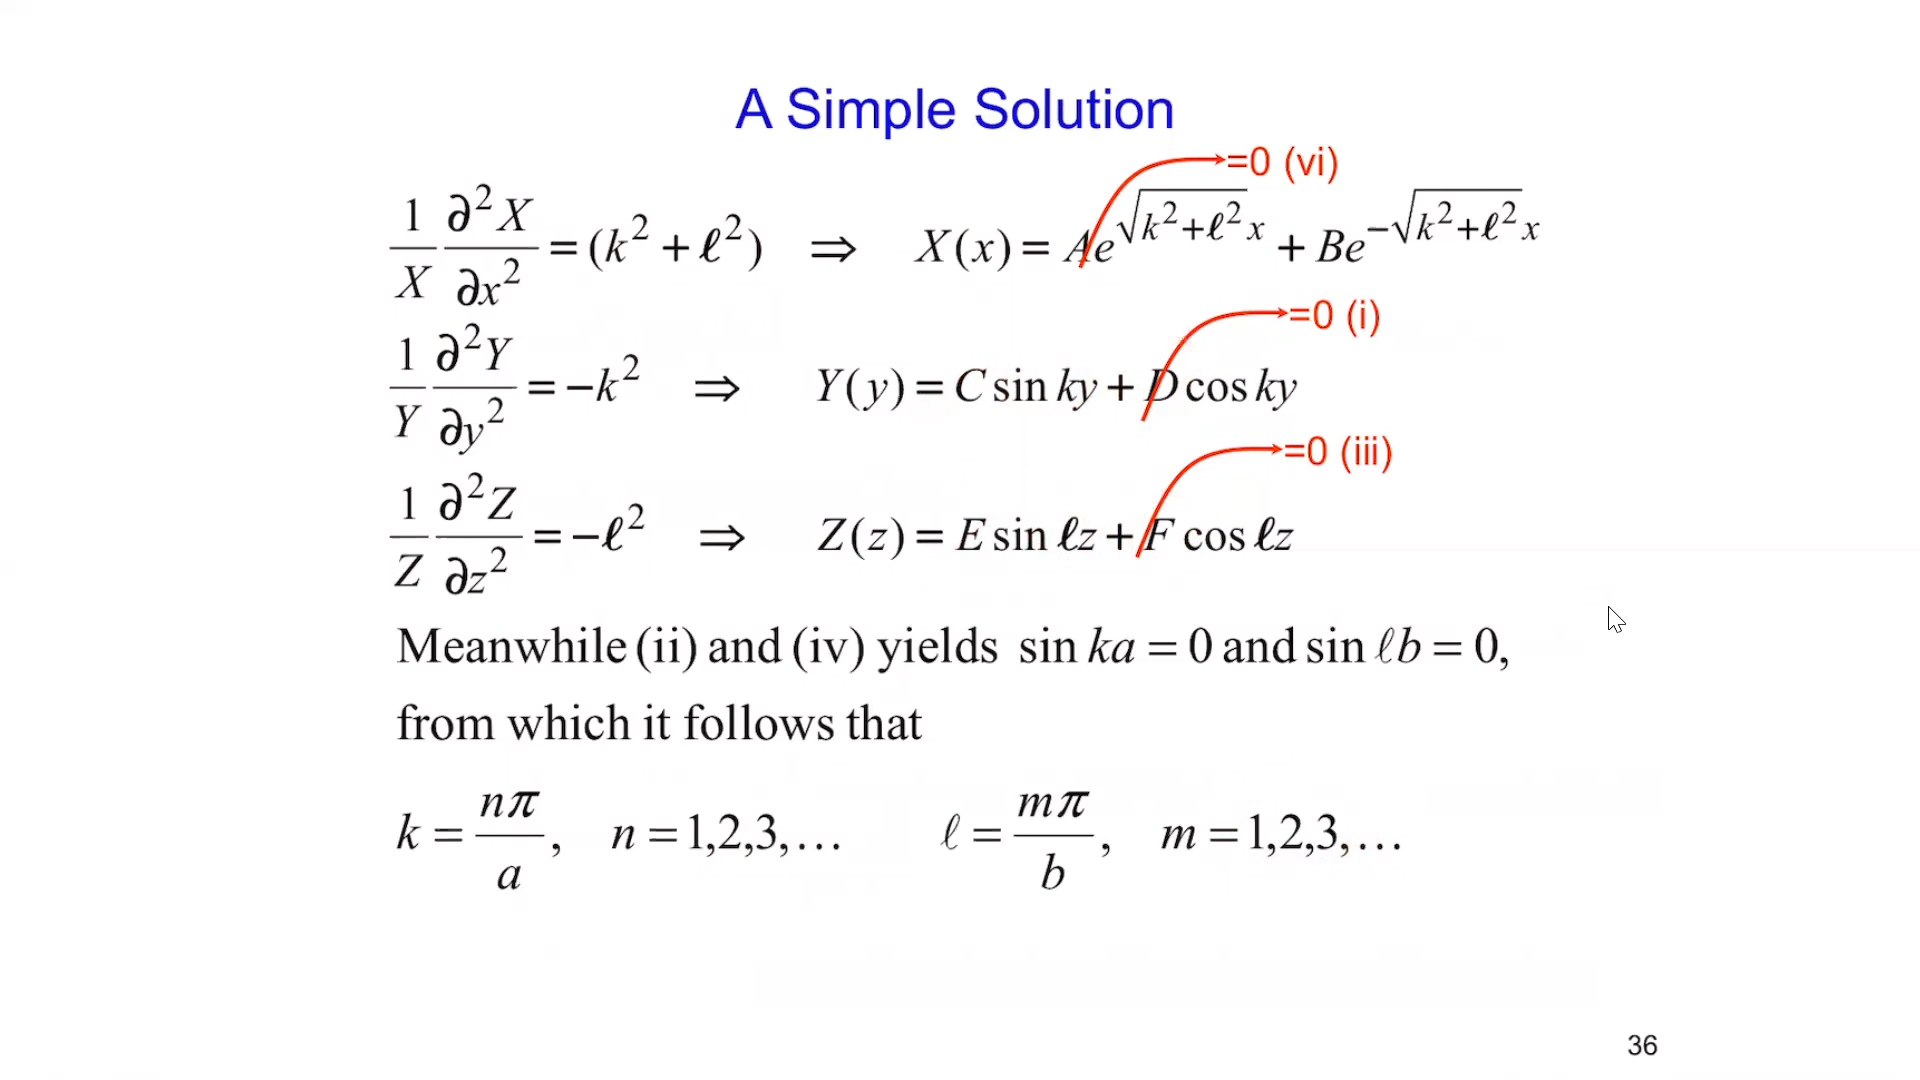 A Simple Solution
=0 (vi)
1/X ∂²X/∂x² = (k² + ℓ²) ⇒ X(x) = Ae^{√(k²+ℓ²)x} + Be^{−√(k²+ℓ²)x}
=0 (i)
1/Y ∂²Y/∂y² = −k² ⇒ Y(y) = C sin ky + D cos ky
=0 (iii)
1/Z ∂²Z/∂z² = −ℓ² ⇒ Z(z) = E sin ℓz + F cos ℓz
Meanwhile (ii) and (iv) yields sin ka = 0 and sin ℓb = 0,
from which it follows that
k = nπ/a, n = 1,2,3,… ℓ = mπ/b, m = 1,2,3,…
36